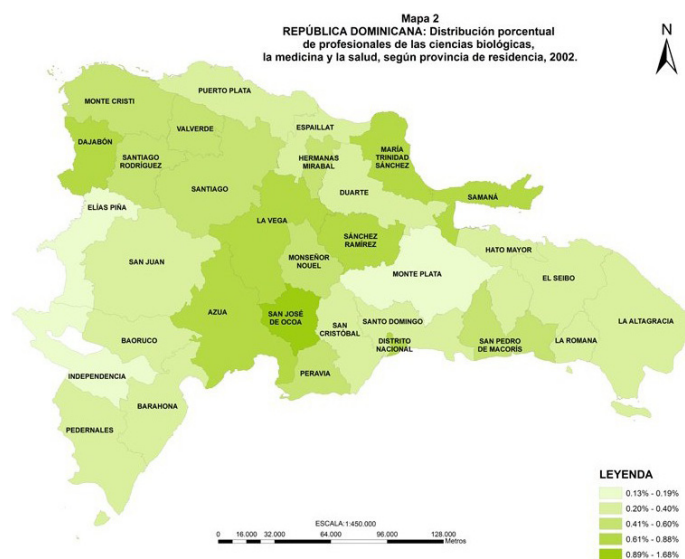 Mapa 2
REPÚBLICA DOMINICANA: Distribución porcentual
de profesionales de las ciencias biológicas,
la medicina y la salud, según provincia de residencia, 2002.
N
PUERTO PLATA
MONTE CRISTI
ESPAILLAT
VALVERDE
DAJABÓN
MARÍA
TRINIDAD
SÁNCHEZ
HERMANAS
MIRABAL
SANTIAGO
RODRÍGUEZ
SANTIAGO
DUARTE
SAMANÁ
ELÍAS PIÑA
LA VEGA
SÁNCHEZ
RAMÍREZ
HATO MAYOR
MONSEÑOR
NOUEL
SAN JUAN
MONTE PLATA
EL SEIBO
AZUA
SAN JOSÉ
DE OCOA
SAN
CRISTÓBAL
SANTO DOMINGO
LA ALTAGRACIA
BAORUCO
DISTRITO
NACIONAL
SAN PEDRO
DE MACORÍS
LA ROMANA
INDEPENDENCIA
PERAVIA
BARAHONA
PEDERNALES
LEYENDA
0.13% - 0.19%
0.20% - 0.40%
0.41% - 0.60%
0.61% - 0.88%
0.89% - 1.68%
ESCALA:1:450.000
0 16.000 32.000 64.000 96.000 128.000
Metros